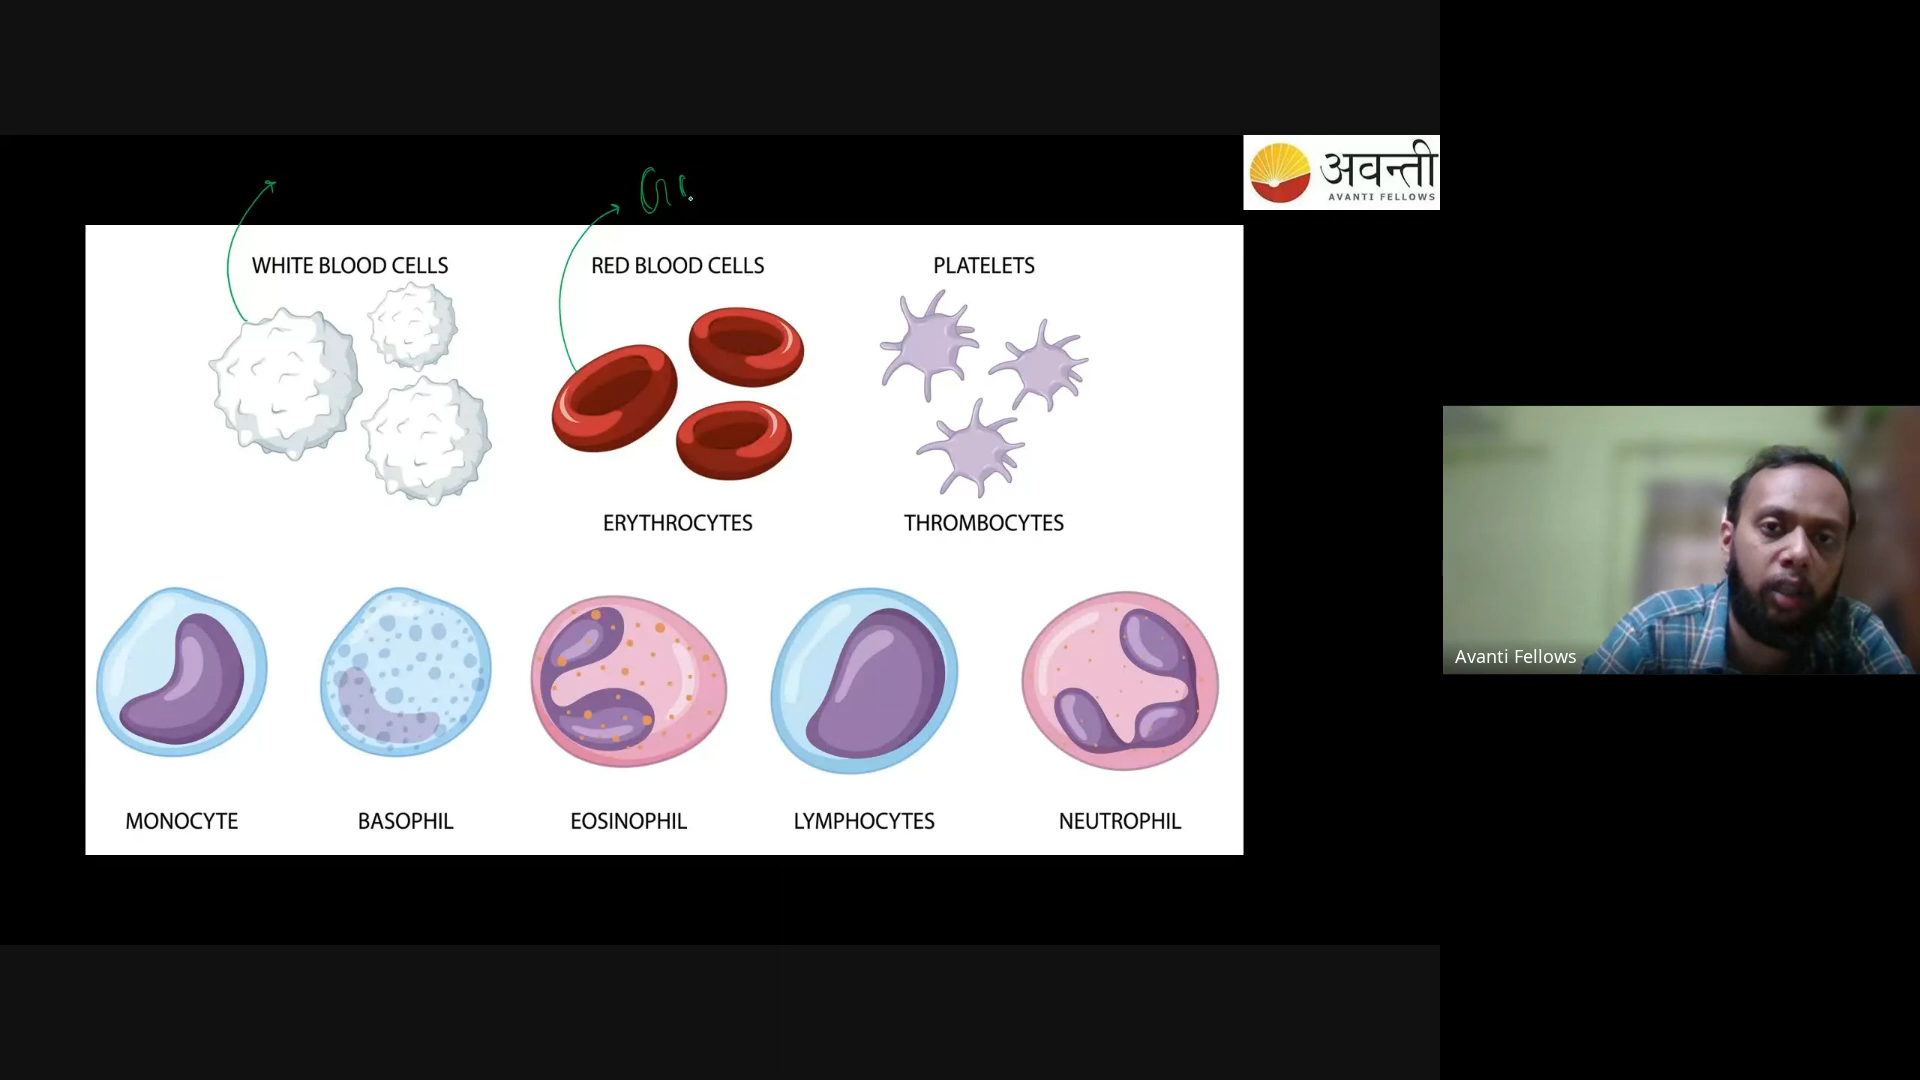 अवन्ती
AVANTI FELLOWS
WHITE BLOOD CELLS
RED BLOOD CELLS
PLATELETS
ERYTHROCYTES
THROMBOCYTES
MONOCYTE
BASOPHIL
EOSINOPHIL
LYMPHOCYTES
NEUTROPHIL
Avanti Fellows